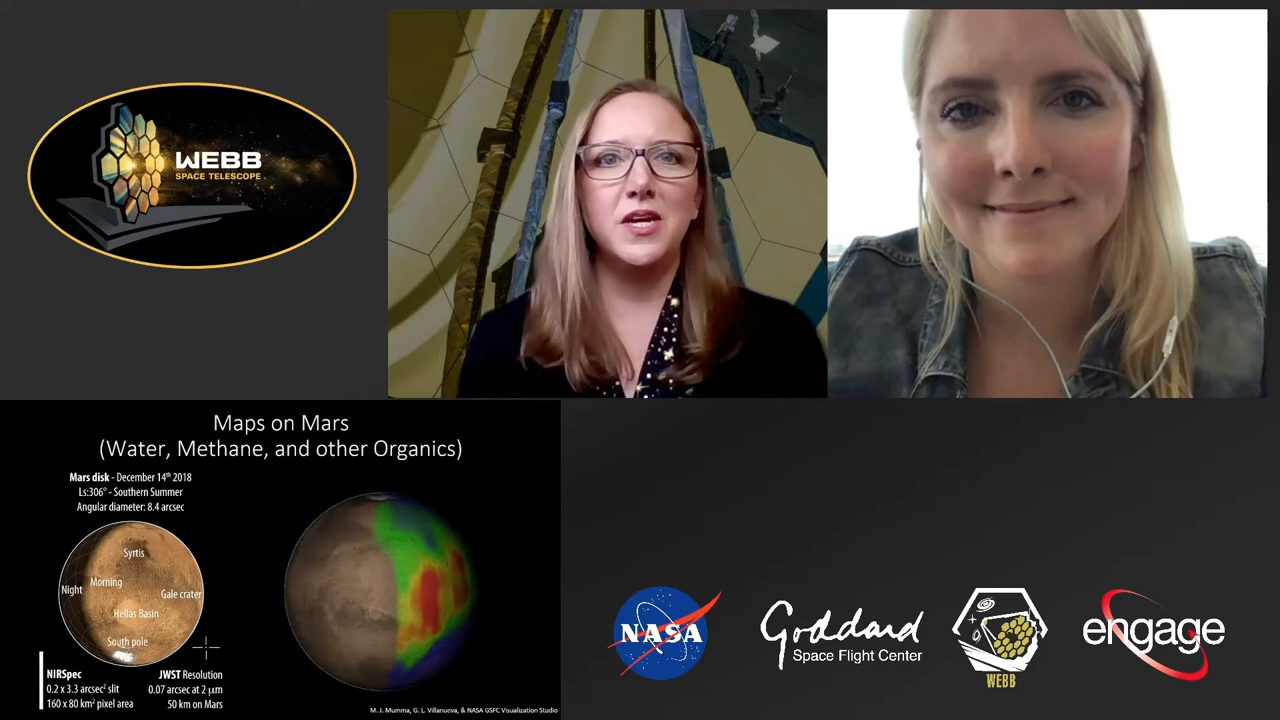 WEBB
SPACE TELESCOPE
Maps on Mars
(Water, Methane, and other Organics)
Mars disk - December 14th 2018
Ls:306° - Southern Summer
Angular diameter: 8.4 arcsec
Syrtis
Night
Morning
Gale crater
Hellas Basin
South pole
NIRSpec
0.2 x 3.3 arcsec² slit
160 x 80 km² pixel area
JWST Resolution
0.07 arcsec at 2 μm
50 km on Mars
M. J. Mumma, G. L. Villanueva, & NASA GSFC Visualization Studio
NASA
Goddard
Space Flight Center
WEBB
engage